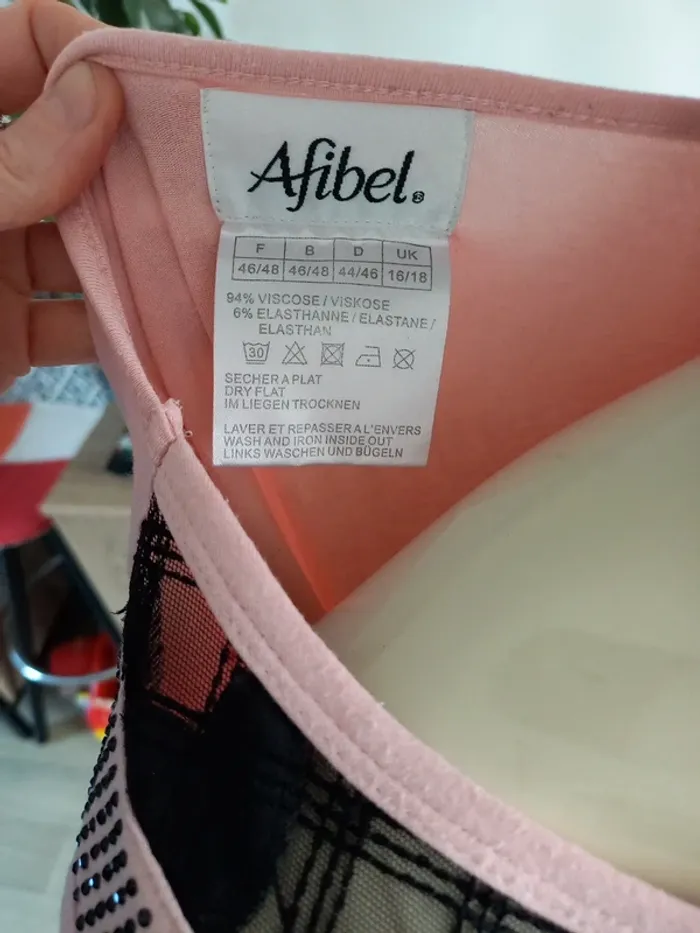 Afibel
F B D UK
46/48 46/48 44/46 16/18
94% VISCOSE / VISKOSE
6% ELASTHANNE / ELASTANE /
ELASTHAN
30
SECHER A PLAT
DRY FLAT
IM LIEGEN TROCKNEN
LAVER ET REPASSER A L'ENVERS
WASH AND IRON INSIDE OUT
LINKS WASCHEN UND BÜGELN